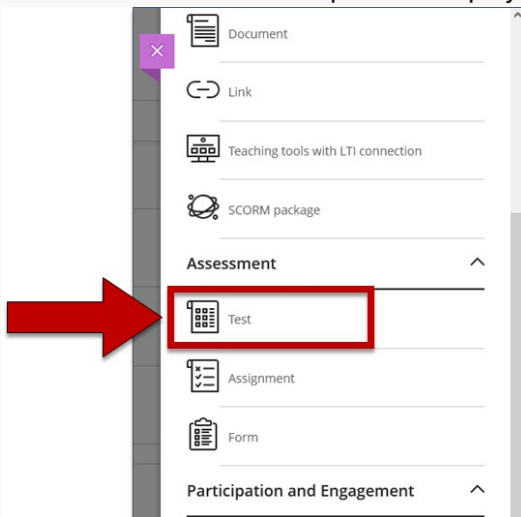 Document
Link
Teaching tools with LTI connection
SCORM package
Assessment
Test
Assignment
Form
Participation and Engagement